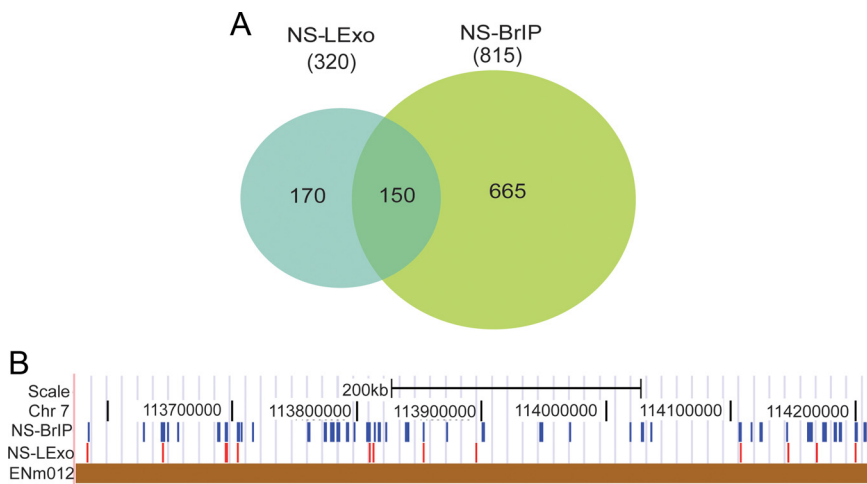 A
NS-LExo
(320)
NS-BrIP
(815)
170
150
665
B
Scale
200kb
Chr 7
113700000
113800000
113900000
114000000
114100000
114200000
NS-BrIP
NS-LExo
ENm012